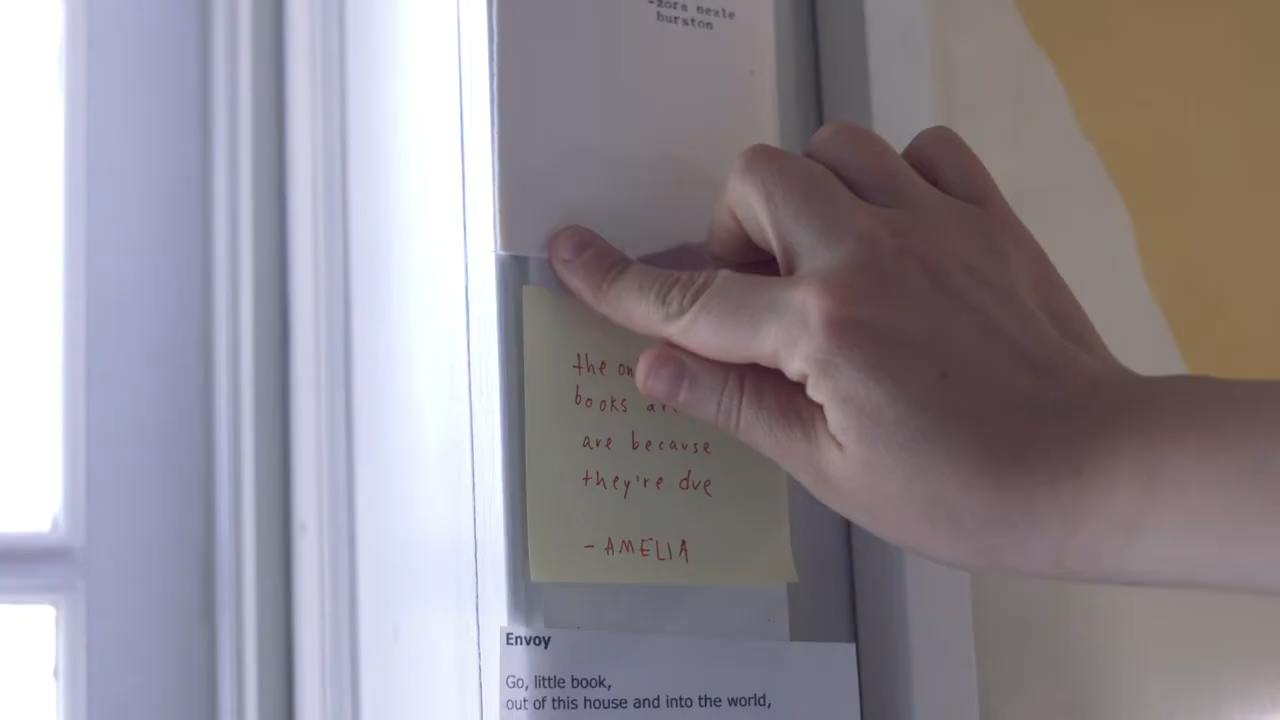 -zora neale
hurston
the
books
are because
they're due
- AMELIA
Envoy
Go, little book,
out of this house and into the world,